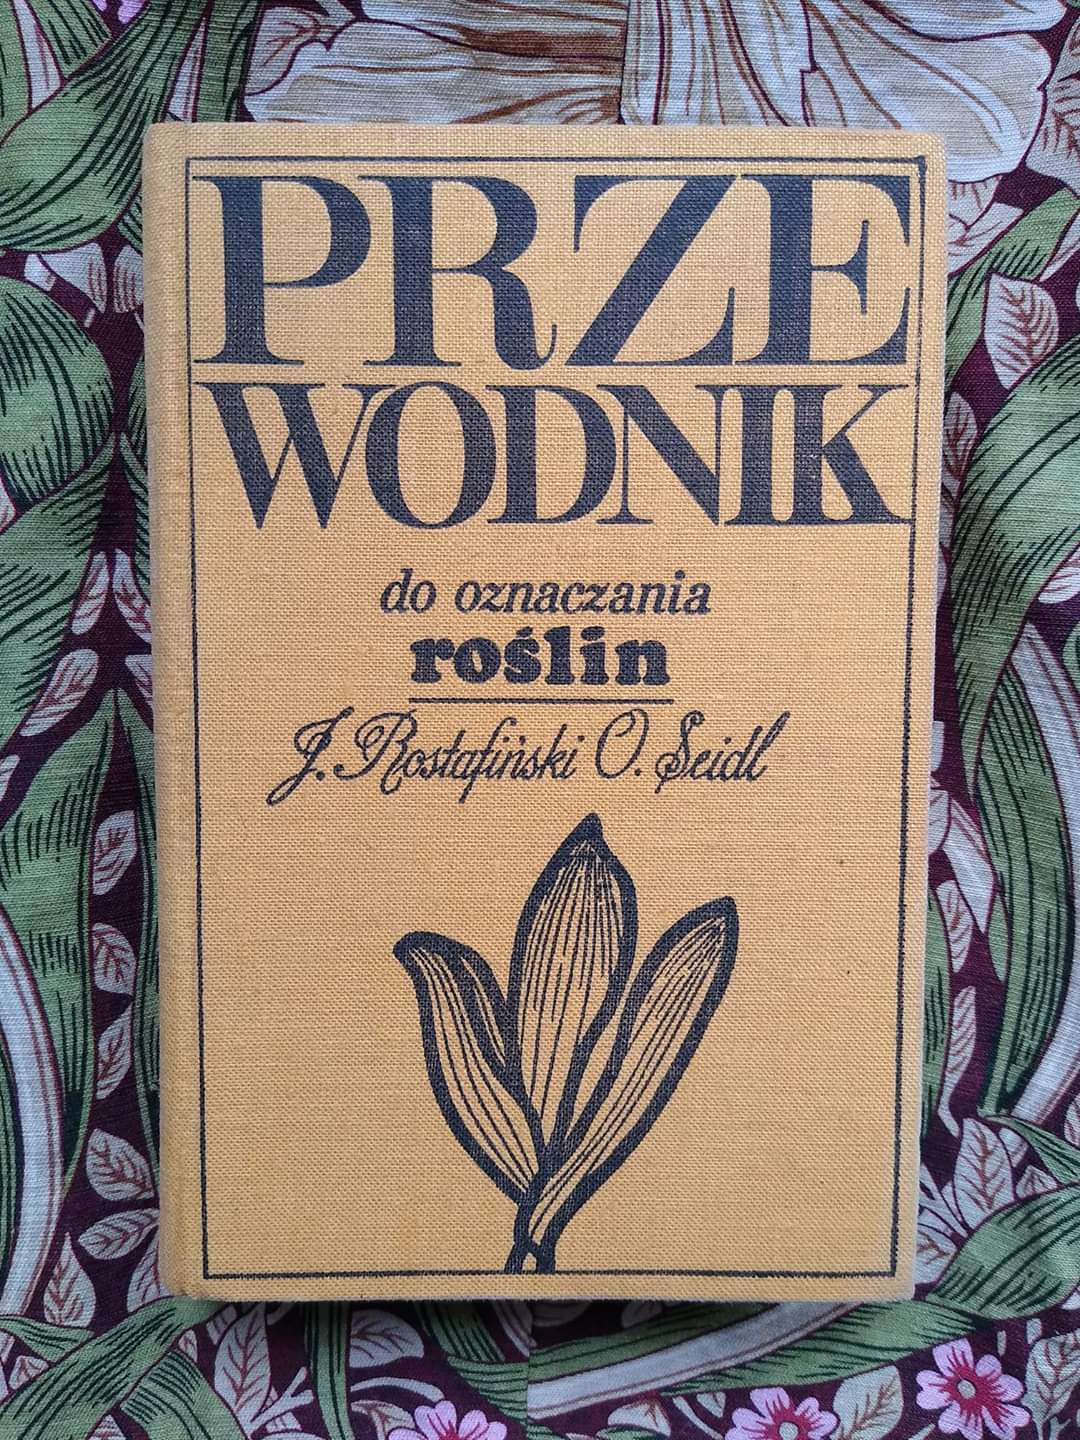 PRZE
WODNIK
do oznaczania
roślin
J. Rostafiński O. Seidl